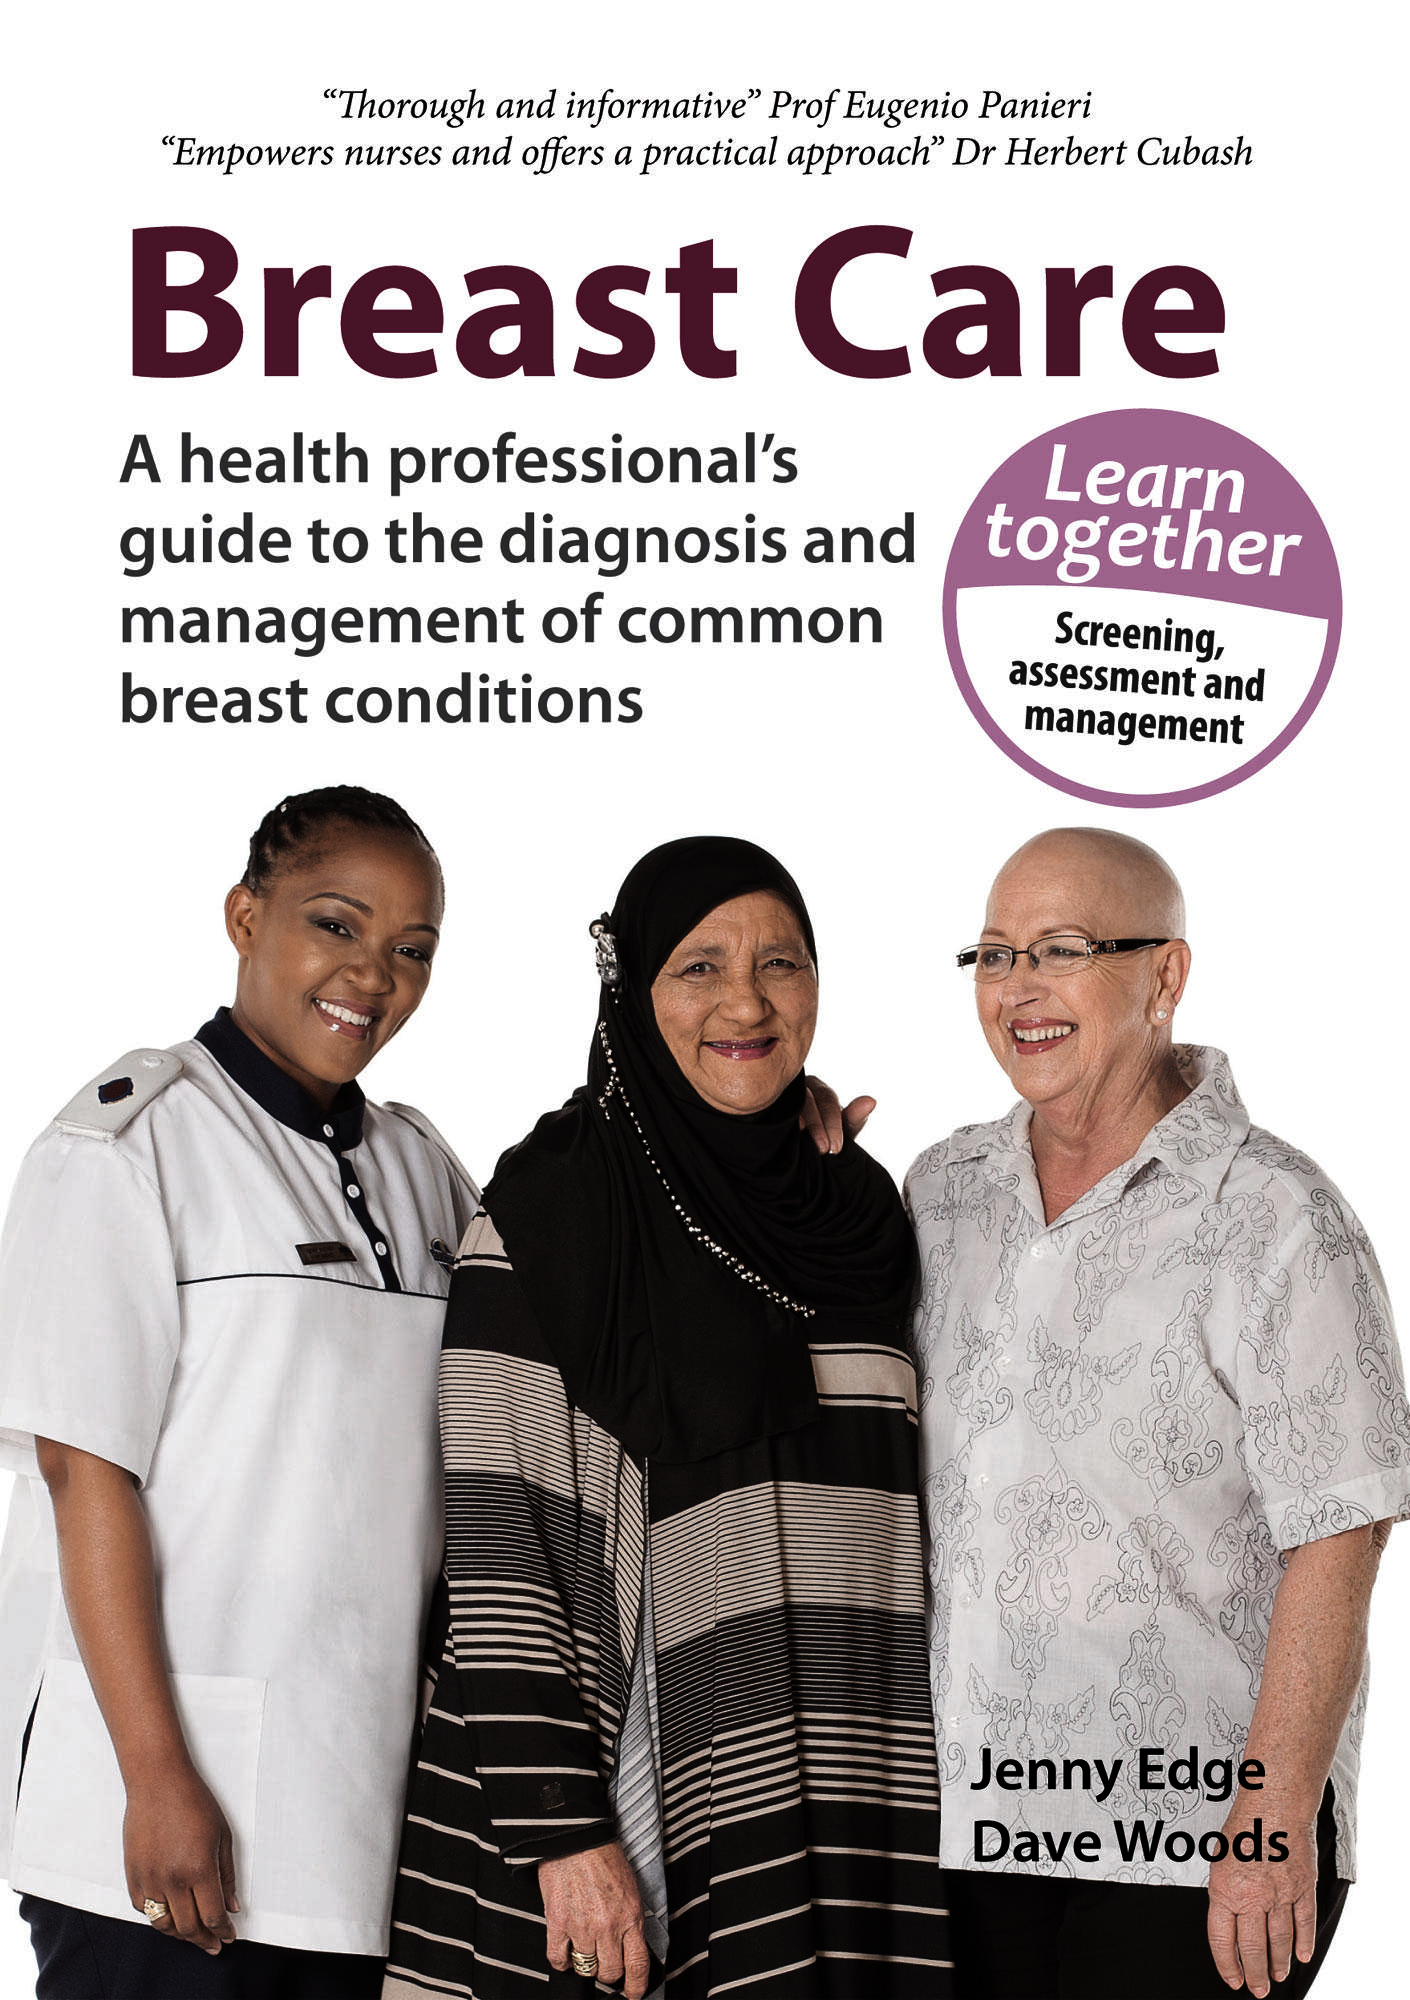 “Thorough and informative” Prof Eugenio Panieri
“Empowers nurses and offers a practical approach” Dr Herbert Cubash
Breast Care
A health professional’s
guide to the diagnosis and
management of common
breast conditions
Learn
together
Screening,
assessment and
management
Jenny Edge
Dave Woods